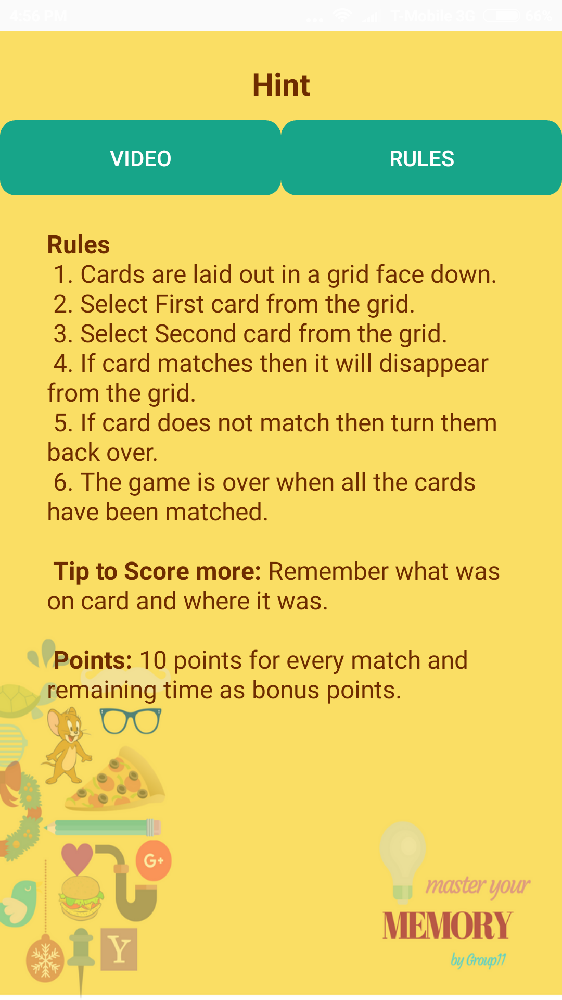 4:56 PM
T-Mobile 3G
66%
Hint
VIDEO
RULES
Rules
1. Cards are laid out in a grid face down.
2. Select First card from the grid.
3. Select Second card from the grid.
4. If card matches then it will disappear
from the grid.
5. If card does not match then turn them
back over.
6. The game is over when all the cards
have been matched.
Tip to Score more: Remember what was
on card and where it was.
Points: 10 points for every match and
remaining time as bonus points.
G+
Y
master your
MEMORY
by Group11